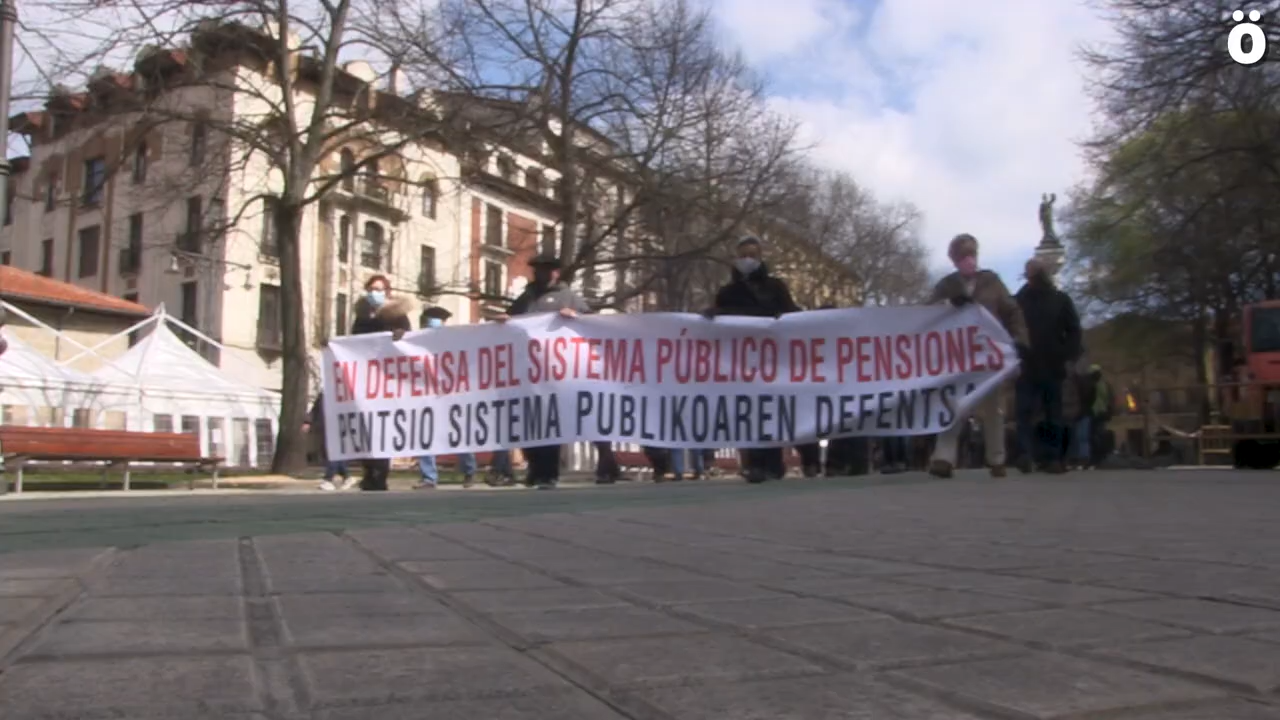 ö
EN DEFENSA DEL SISTEMA PÚBLICO DE PENSIONES
PENTSIO SISTEMA PUBLIKOAREN DEFENTSA